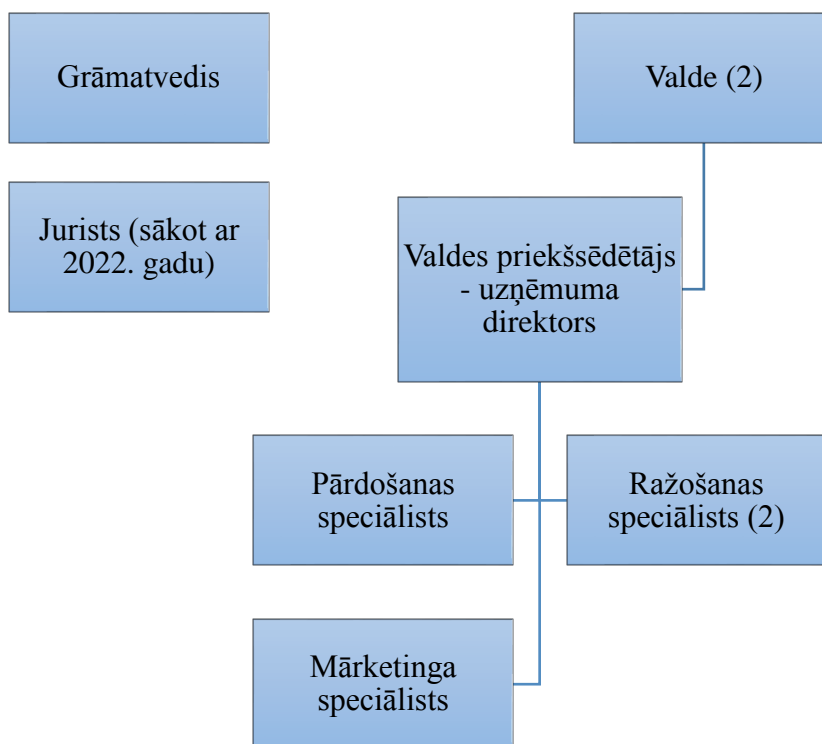 Grāmatvedis
Valde (2)
Jurists (sākot ar
2022. gadu)
Valdes priekšsēdētājs
- uzņēmuma
direktors
Pārdošanas
speciālists
Ražošanas
speciālists (2)
Mārketinga
speciālists